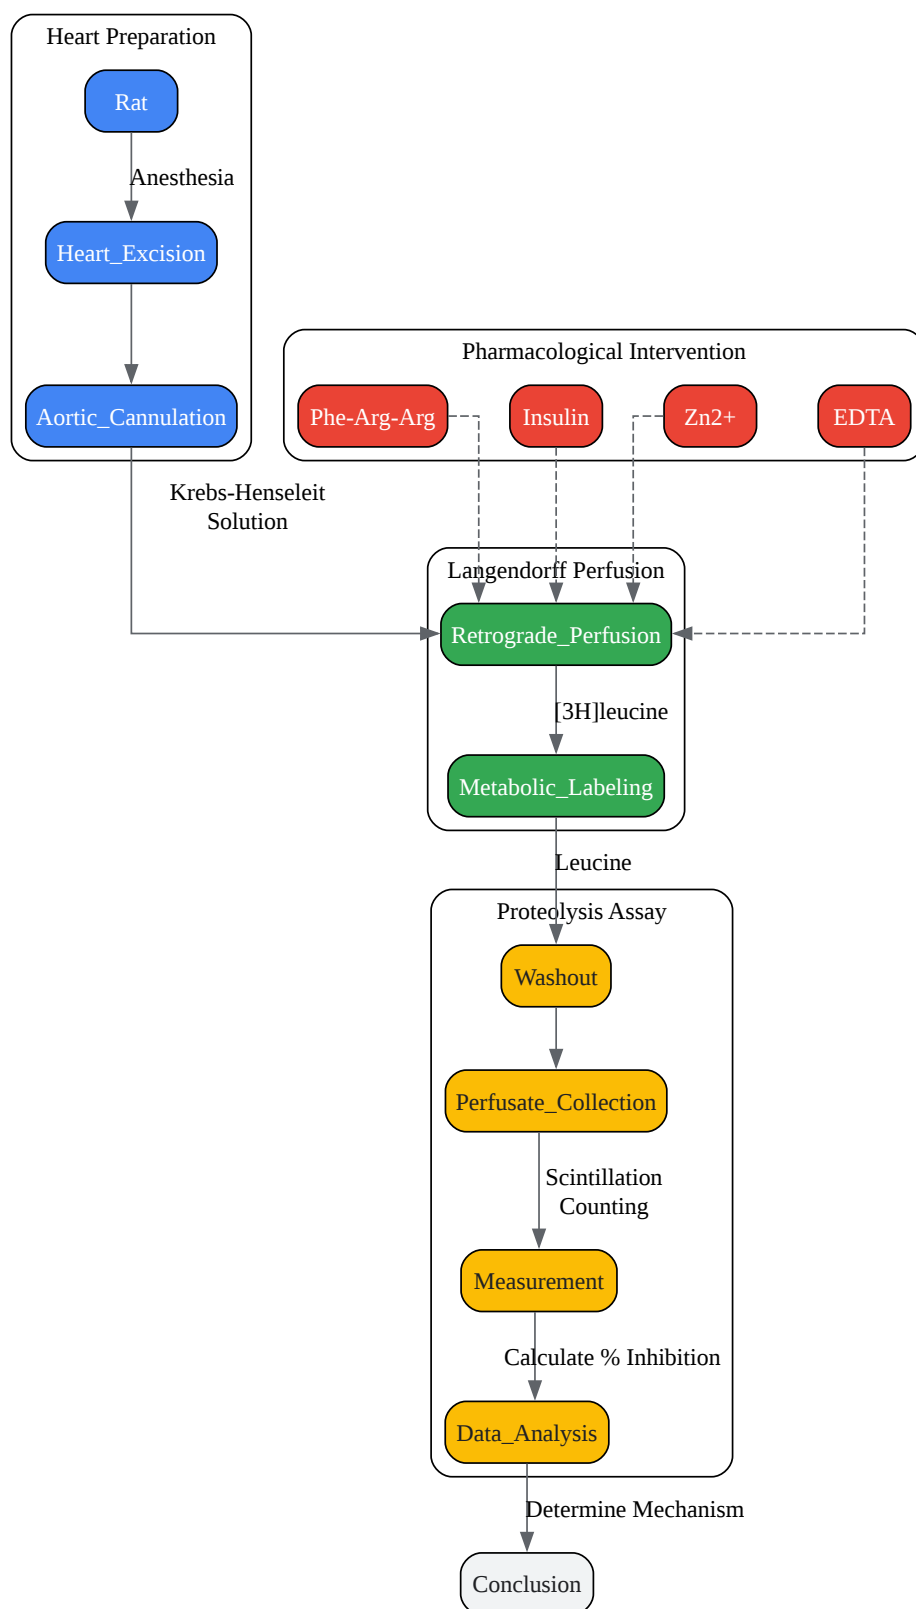 Heart Preparation
Rat
Anesthesia
Heart_Excision
Aortic_Cannulation
Pharmacological Intervention
Phe-Arg-Arg
Insulin
Zn2+
EDTA
Krebs-Henseleit
Solution
Langendorff Perfusion
Retrograde_Perfusion
[3H]leucine
Metabolic_Labeling
Leucine
Proteolysis Assay
Washout
Perfusate_Collection
Scintillation
Counting
Measurement
Calculate % Inhibition
Data_Analysis
Determine Mechanism
Conclusion